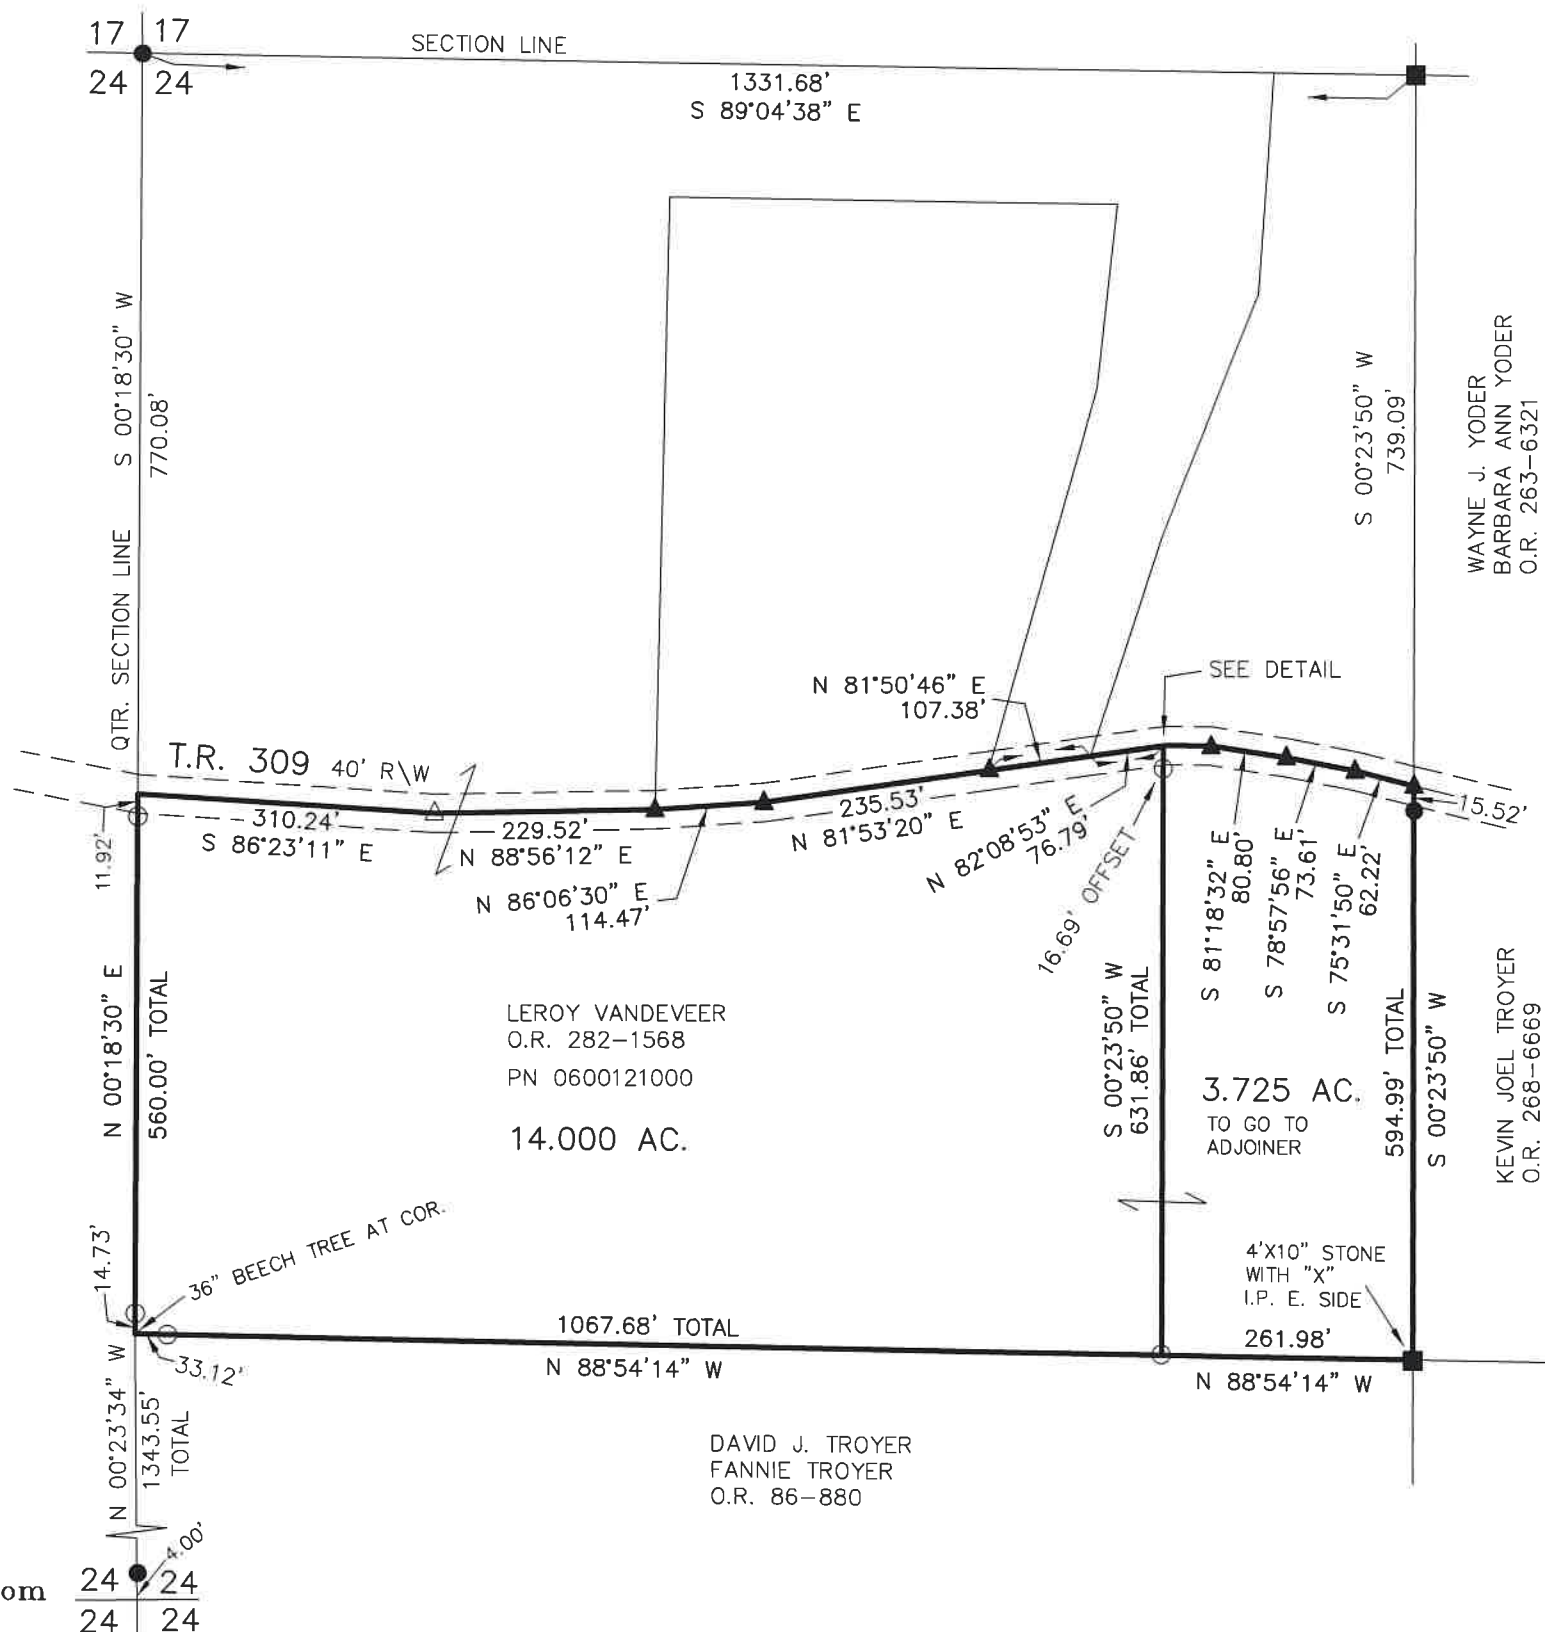 17 17
24 24
SECTION LINE
1331.68'
S 89°04'38" E
S 00°18'30" W
770.08'
QTR. SECTION LINE
S 00°23'50" W
739.09'
WAYNE J. YODER
BARBARA ANN YODER
O.R. 263-6321
SEE DETAIL
N 81°50'46" E
107.38'
T.R. 309 40' R\W
11.92'
310.24'
S 86°23'11" E
229.52'
N 88°56'12" E
N 86°06'30" E
114.47'
235.53'
N 81°53'20" E
N 82°08'53" E
76.79'
16.69' OFFSET
S 81°18'32" E
80.80'
S 78°57'56" E
73.61'
S 75°31'50" E
62.22'
15.52'
N 00°18'30" E
560.00' TOTAL
LEROY VANDEVEER
O.R. 282-1568
PN 0600121000
14.000 AC.
S 00°23'50" W
631.86' TOTAL
3.725 AC.
TO GO TO
ADJOINER
594.99' TOTAL
S 00°23'50" W
KEVIN JOEL TROYER
O.R. 268-6669
14.73'
36" BEECH TREE AT COR.
4'X10" STONE
WITH "X"
I.P. E. SIDE
1067.68' TOTAL
N 88°54'14" W
261.98'
N 88°54'14" W
33.12'
N 00°23'34" W
1343.55'
TOTAL
DAVID J. TROYER
FANNIE TROYER
O.R. 86-880
4.00'
om
24 24
24 24